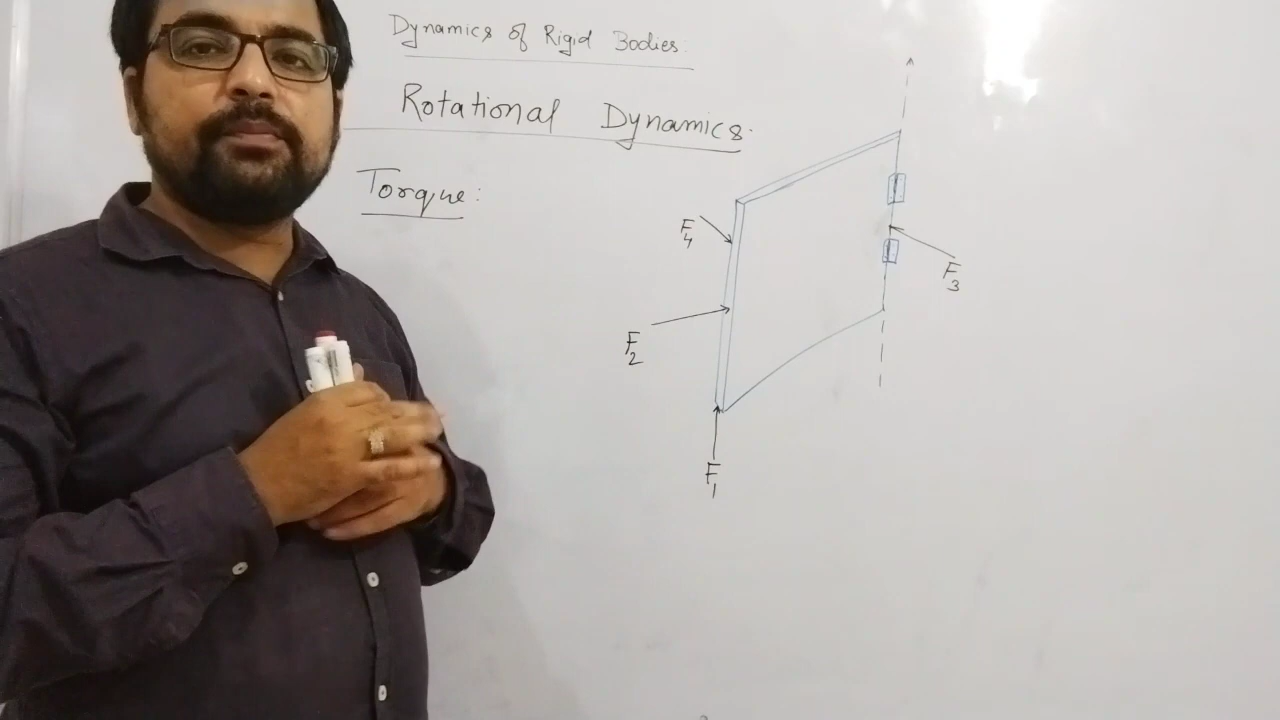 Dynamics of Rigid Bodies:
Rotational Dynamics.
Torque:
F4
F3
F2
F1